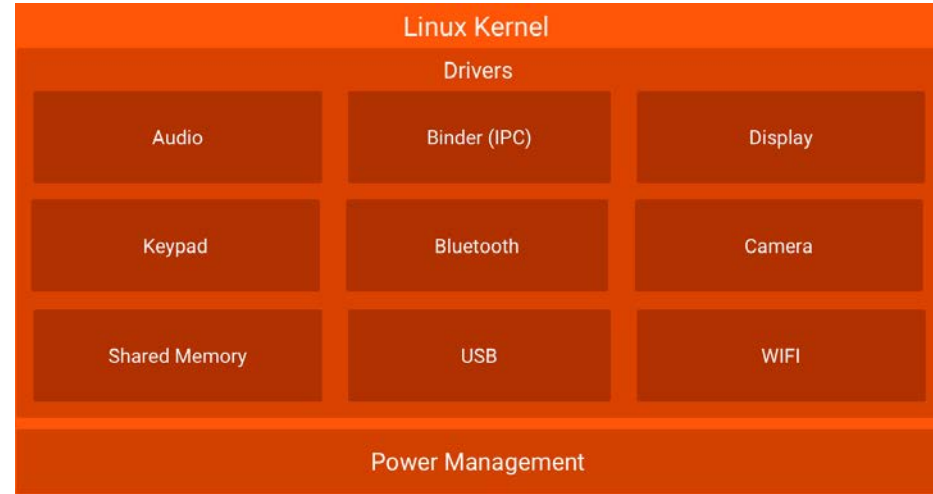 Linux Kernel
Drivers
Audio
Binder (IPC)
Display
Keypad
Bluetooth
Camera
Shared Memory
USB
WIFI
Power Management